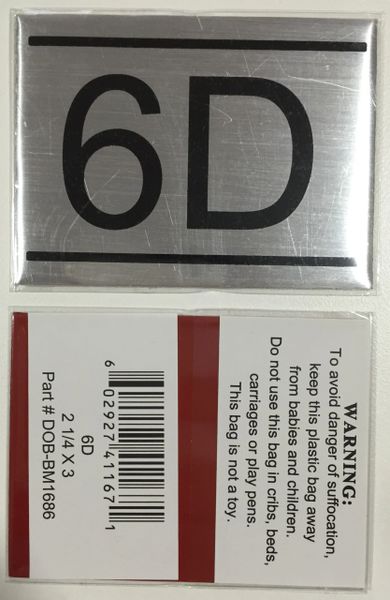 6D
WARNING:
To avoid danger of suffocation,
keep this plastic bag away
from babies and children.
Do not use this bag in cribs, beds,
carriages or play pens.
This bag is not a toy.
6 02927 41167 1
6D
2 1/4 X 3
Part # DOB-BM1686